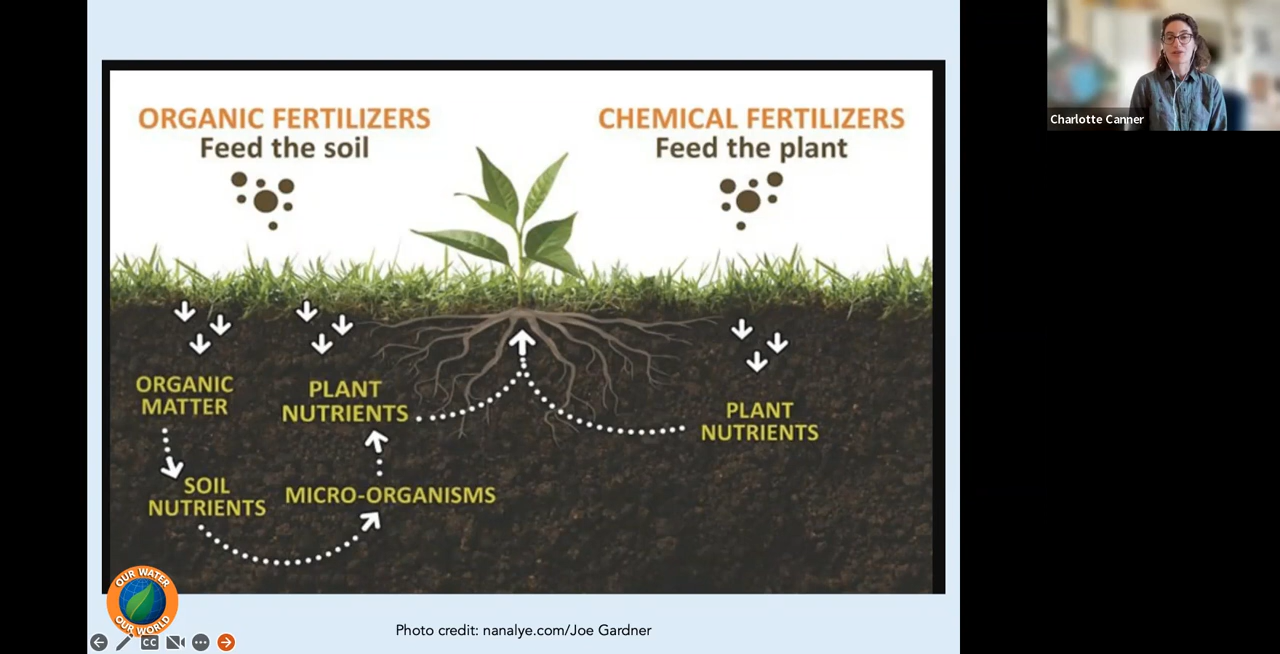 ORGANIC FERTILIZERS
Feed the soil
CHEMICAL FERTILIZERS
Feed the plant
ORGANIC
MATTER
PLANT
NUTRIENTS
PLANT
NUTRIENTS
SOIL
NUTRIENTS
MICRO-ORGANISMS
OUR WATER
OUR WORLD
CC
Photo credit: nanalye.com/Joe Gardner
Charlotte Canner